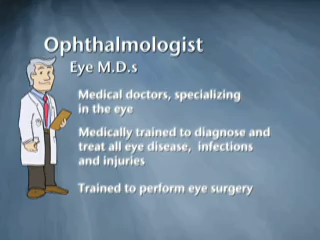 Ophthalmologist
Eye M.D.s
Medical doctors, specializing
in the eye
Medically trained to diagnose and
treat all eye disease, infections
and injuries
Trained to perform eye surgery